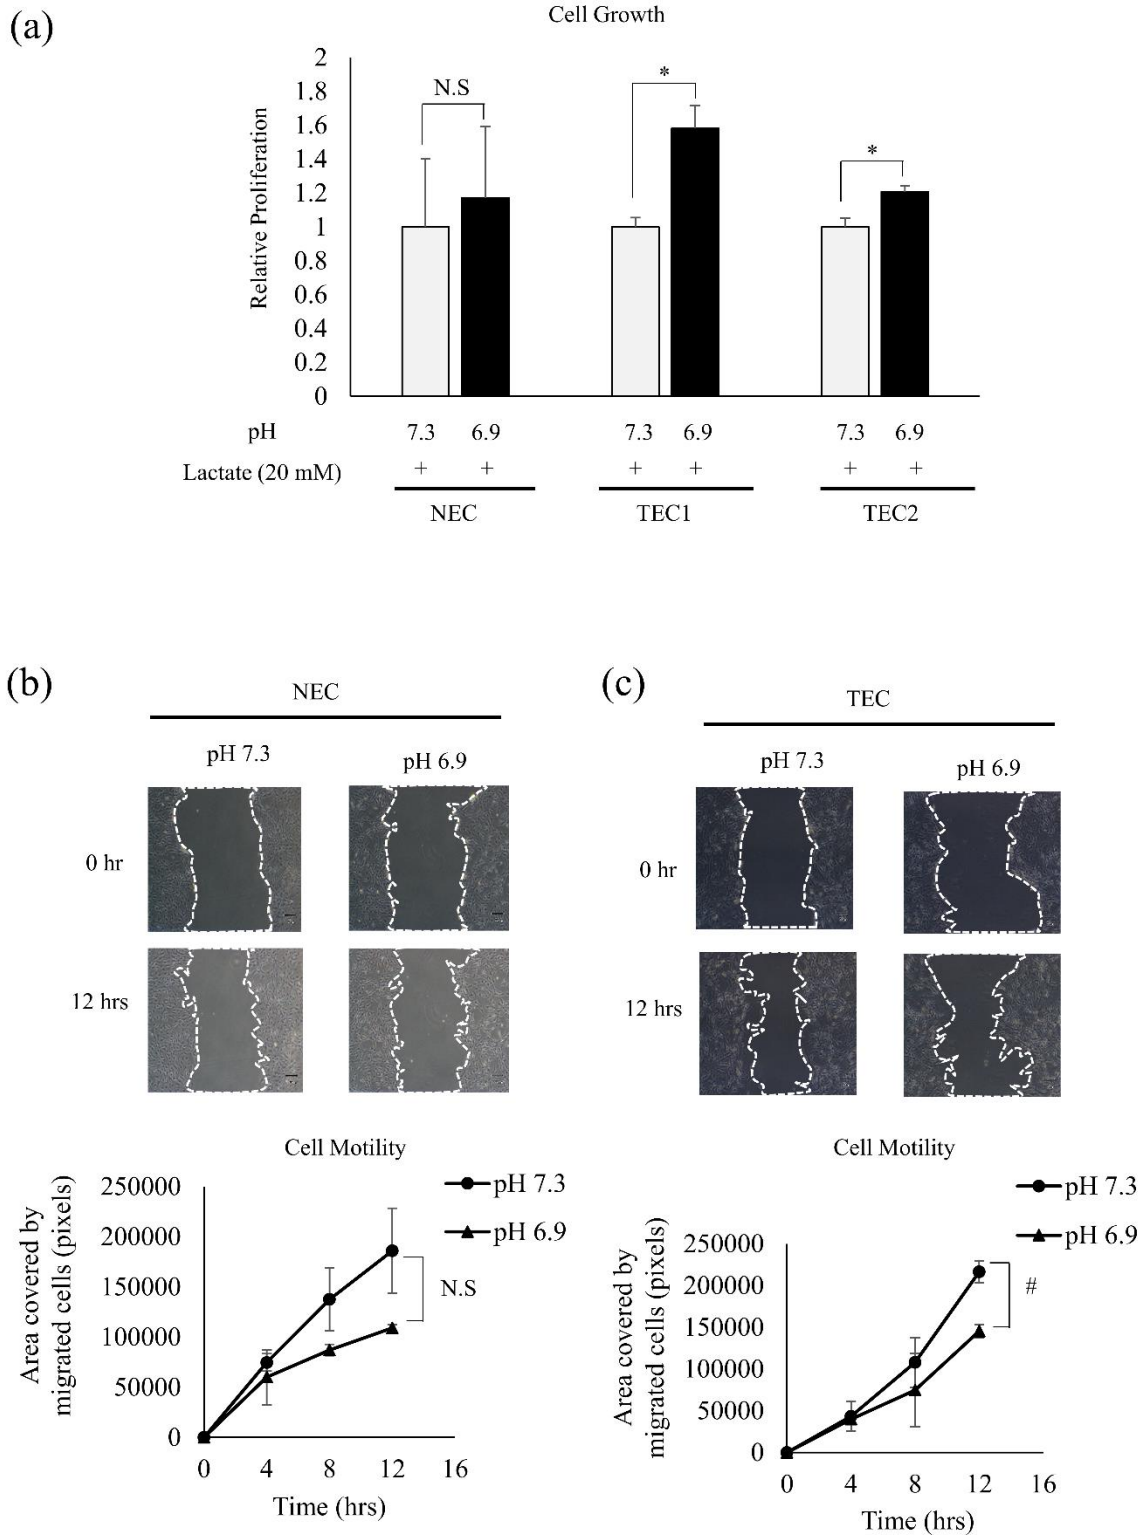 (a)
Cell Growth
Relative Proliferation
2
1.8
1.6
1.4
1.2
1
0.8
0.6
0.4
0.2
0
N.S
*
*
pH 7.3 6.9 7.3 6.9 7.3 6.9
Lactate (20 mM) + + + + + +
NEC TEC1 TEC2
(b)
NEC
pH 7.3 pH 6.9
0 hr
12 hrs
Cell Motility
pH 7.3
pH 6.9
Area covered by
migrated cells (pixels)
250000
200000
150000
100000
50000
0
N.S
0 4 8 12 16
Time (hrs)
(c)
TEC
pH 7.3 pH 6.9
0 hr
12 hrs
Cell Motility
pH 7.3
pH 6.9
Area covered by
migrated cells (pixels)
250000
200000
150000
100000
50000
0
#
0 4 8 12 16
Time (hrs)